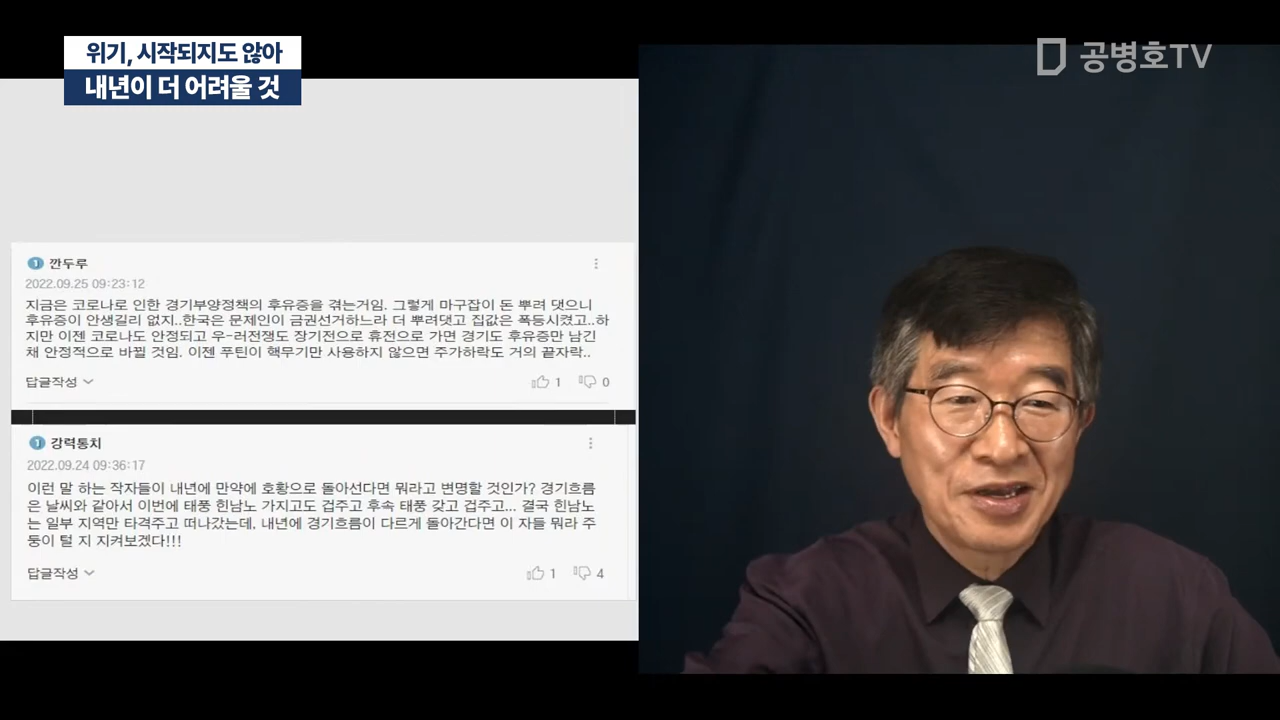 위기, 시작되지도 않아
내년이 더 어려울 것
공병호TV
깐두루
2022.09.25 09:23:12
지금은 코로나로 인한 경기부양정책의 후유증을 겪는거임. 그렇게 마구잡이 돈 뿌려 댓으니
후유증이 안생길리 없지..한국은 문제인이 금권선거하느라 더 뿌려댓고 집값은 폭등시켰고..하
지만 이젠 코로나도 안정되고 우-러전쟁도 장기전으로 휴전으로 가면 경기도 후유증만 남긴
채 안정적으로 바뀔 것임. 이젠 푸틴이 핵무기만 사용하지 않으면 주가하락도 거의 끝자락..
답글작성
1 0
강력통치
2022.09.24 09:36:17
이런 말 하는 작자들이 내년에 만약에 호황으로 돌아선다면 뭐라고 변명할 것인가? 경기흐름
은 날씨와 같아서 이번에 태풍 힌남노 가지고도 겁주고 후속 태풍 갖고 겁주고... 결국 힌남노
는 일부 지역만 타격주고 떠나갔는데, 내년에 경기흐름이 다르게 돌아간다면 이 자들 뭐라 주
둥이 털 지 지켜보겠다!!!
답글작성
1 4